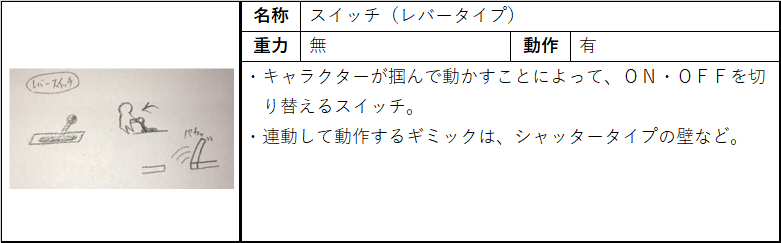 名称 スイッチ（レバータイプ）
重力 無 動作 有
レバースイッチ
パカッ
・キャラクターが掴んで動かすことによって、ＯＮ・ＯＦＦを切
り替えるスイッチ。
・連動して動作するギミックは、シャッタータイプの壁など。